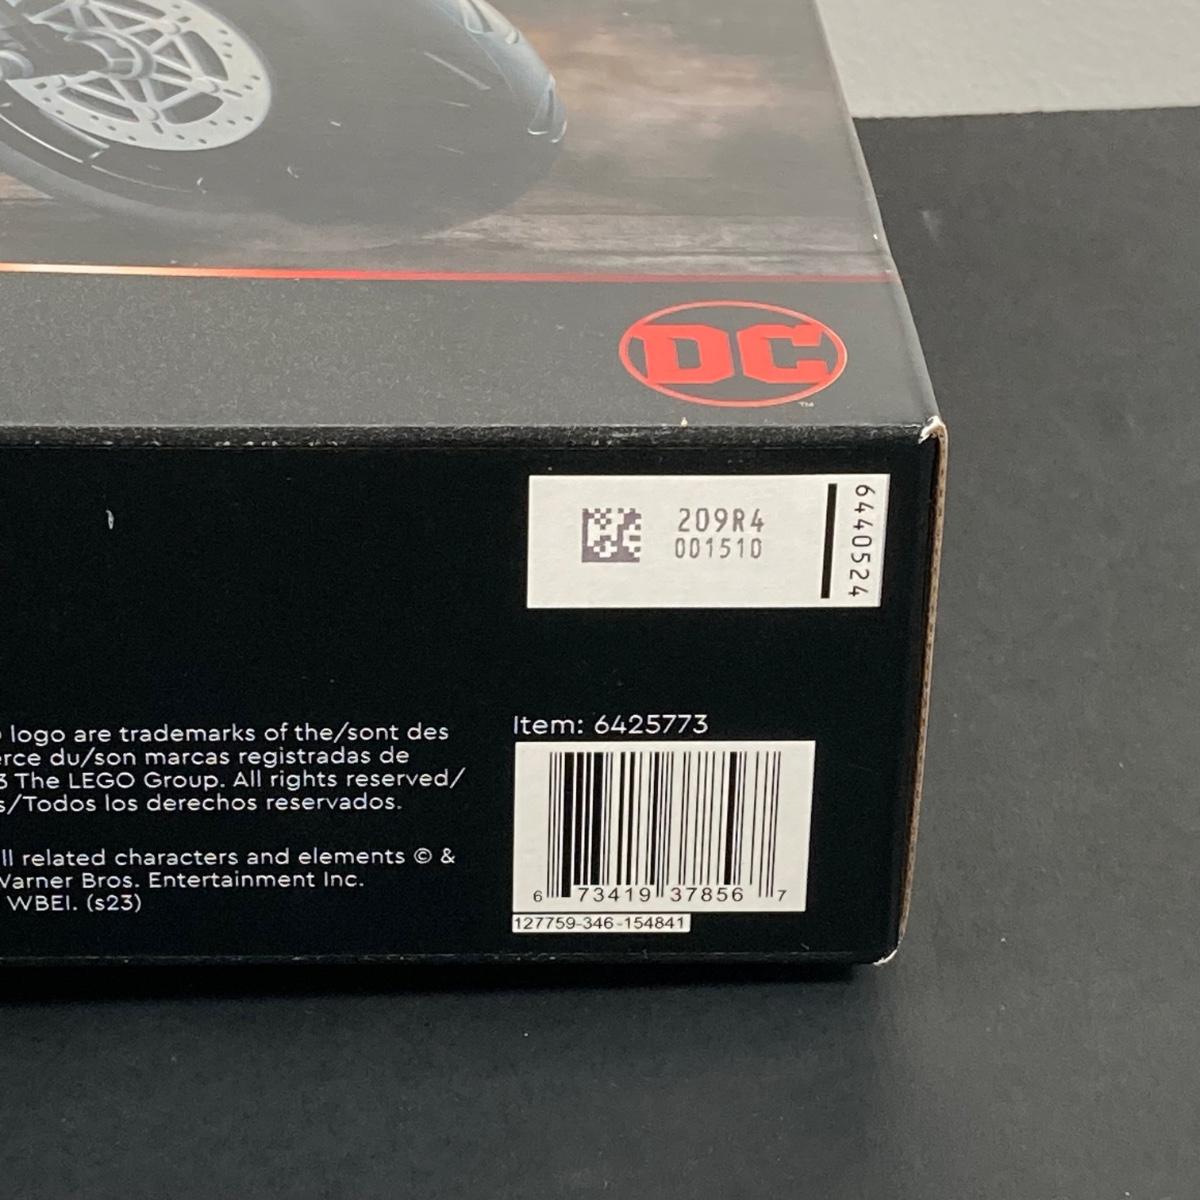 DC
TM
209R4
001510
6440524
logo are trademarks of the/sont des
du/son marcas registradas de
3 The LEGO Group. All rights reserved/
/Todos los derechos reservados.
ll related characters and elements © &
Warner Bros. Entertainment Inc.
WBEI. (s23)
Item: 6425773
6 73419 37856 7
127759-346-154841